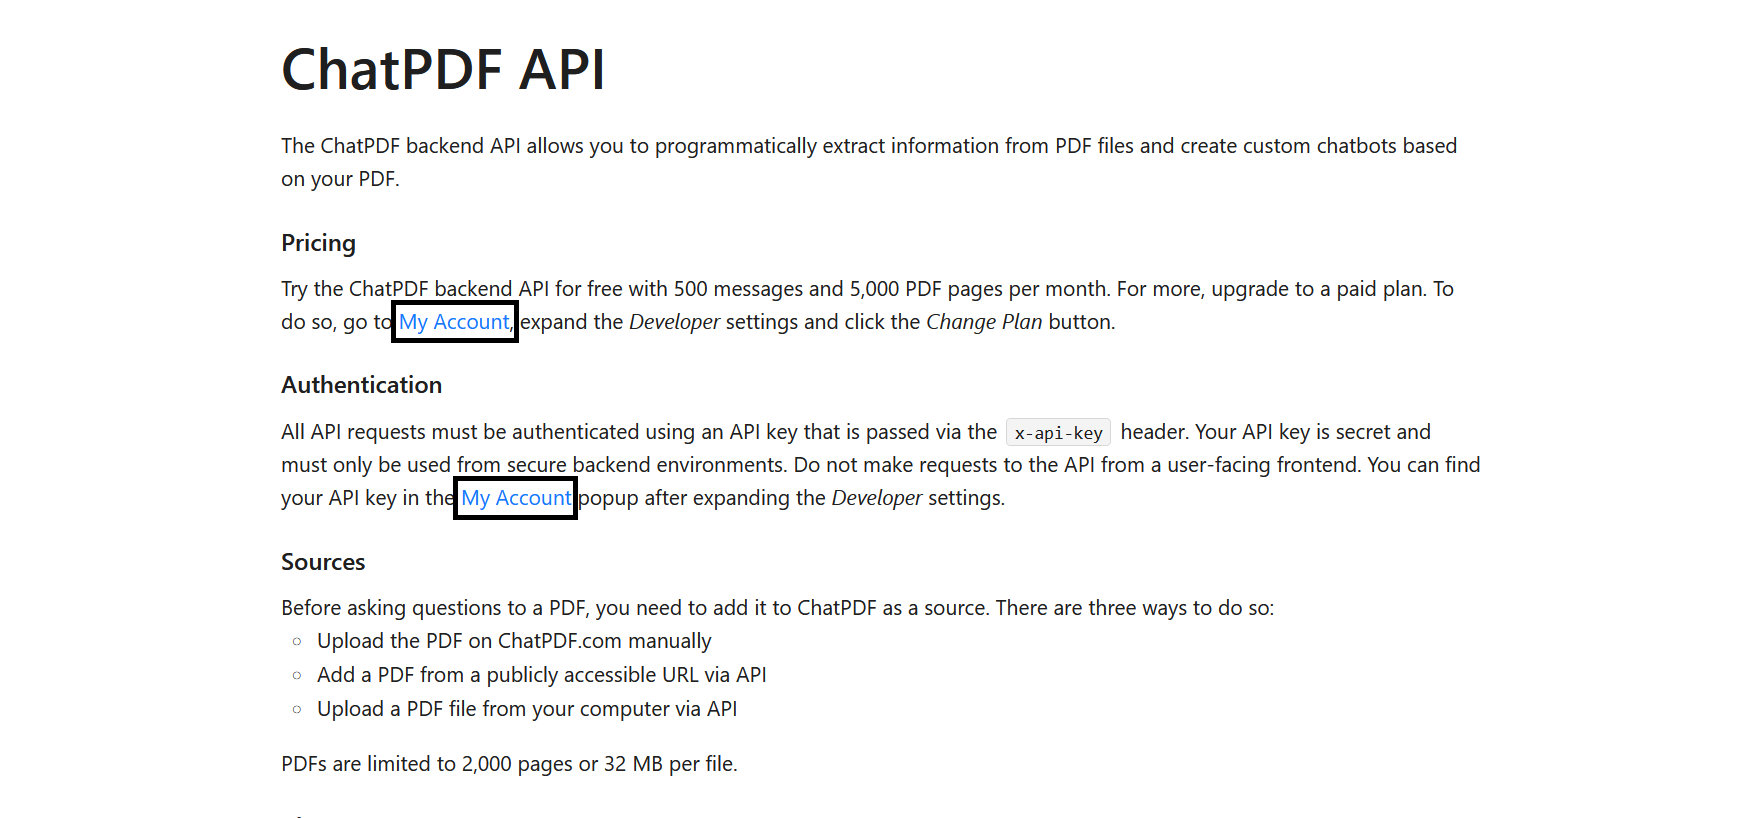 ChatPDF API
The ChatPDF backend API allows you to programmatically extract information from PDF files and create custom chatbots based
on your PDF.
Pricing
Try the ChatPDF backend API for free with 500 messages and 5,000 PDF pages per month. For more, upgrade to a paid plan. To
do so, go to My Account, expand the Developer settings and click the Change Plan button.
Authentication
All API requests must be authenticated using an API key that is passed via the x-api-key header. Your API key is secret and
must only be used from secure backend environments. Do not make requests to the API from a user-facing frontend. You can find
your API key in the My Account popup after expanding the Developer settings.
Sources
Before asking questions to a PDF, you need to add it to ChatPDF as a source. There are three ways to do so:
Upload the PDF on ChatPDF.com manually
Add a PDF from a publicly accessible URL via API
Upload a PDF file from your computer via API
PDFs are limited to 2,000 pages or 32 MB per file.